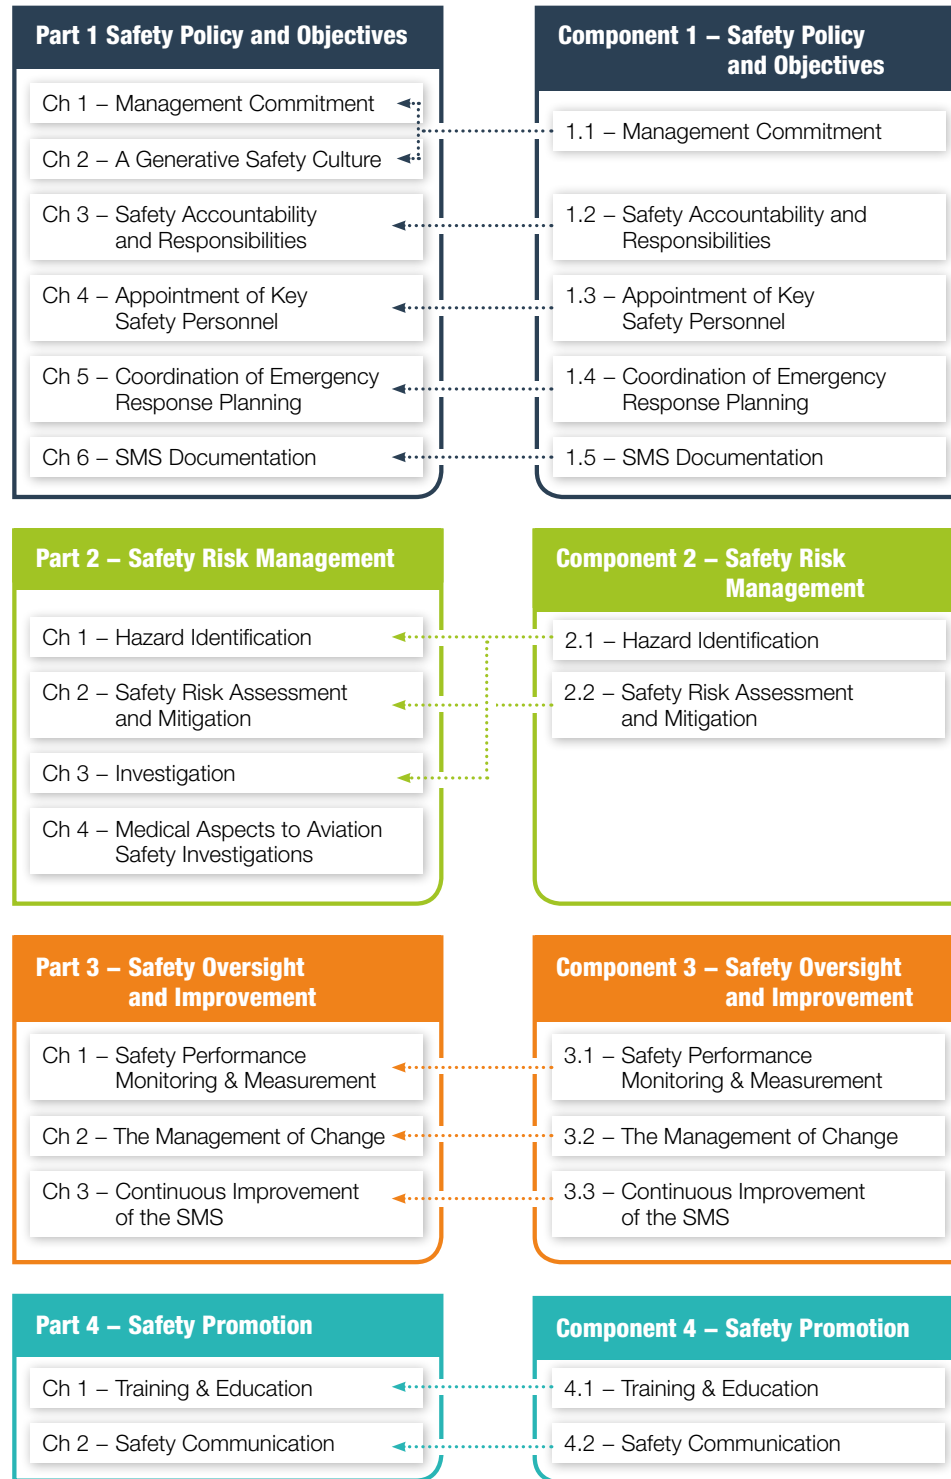 Part 1 Safety Policy and Objectives
Ch 1 – Management Commitment
Ch 2 – A Generative Safety Culture
Ch 3 – Safety Accountability
and Responsibilities
Ch 4 – Appointment of Key
Safety Personnel
Ch 5 – Coordination of Emergency
Response Planning
Ch 6 – SMS Documentation
Component 1 – Safety Policy
and Objectives
1.1 – Management Commitment
1.2 – Safety Accountability and
Responsibilities
1.3 – Appointment of Key
Safety Personnel
1.4 – Coordination of Emergency
Response Planning
1.5 – SMS Documentation
Part 2 – Safety Risk Management
Ch 1 – Hazard Identification
Ch 2 – Safety Risk Assessment
and Mitigation
Ch 3 – Investigation
Ch 4 – Medical Aspects to Aviation
Safety Investigations
Component 2 – Safety Risk
Management
2.1 – Hazard Identification
2.2 – Safety Risk Assessment
and Mitigation
Part 3 – Safety Oversight
and Improvement
Ch 1 – Safety Performance
Monitoring & Measurement
Ch 2 – The Management of Change
Ch 3 – Continuous Improvement
of the SMS
Component 3 – Safety Oversight
and Improvement
3.1 – Safety Performance
Monitoring & Measurement
3.2 – The Management of Change
3.3 – Continuous Improvement
of the SMS
Part 4 – Safety Promotion
Ch 1 – Training & Education
Ch 2 – Safety Communication
Component 4 – Safety Promotion
4.1 – Training & Education
4.2 – Safety Communication